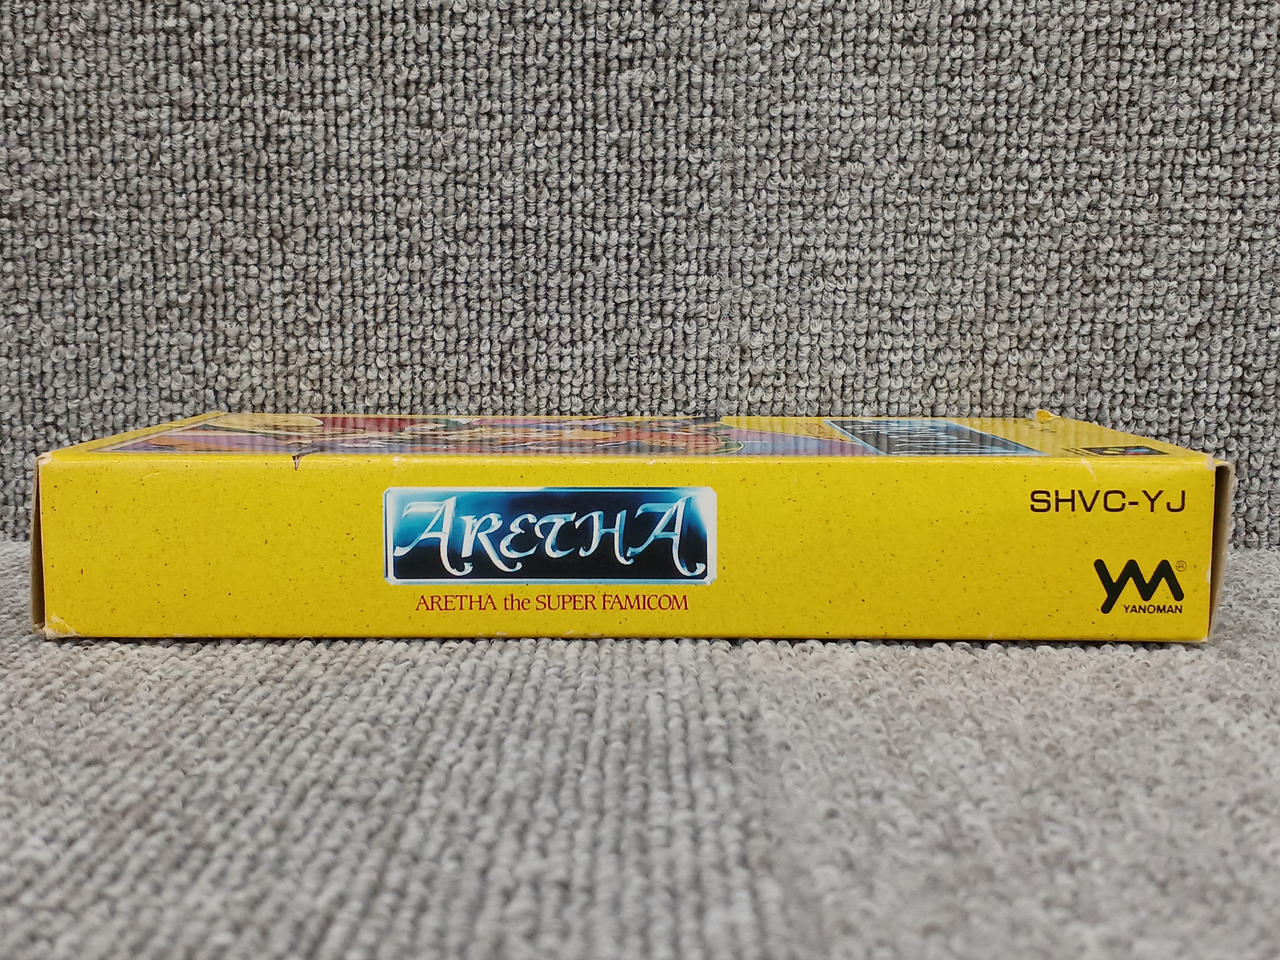 ARETHA
ARETHA the SUPER FAMICOM
SHVC-YJ
YM®
YANOMAN